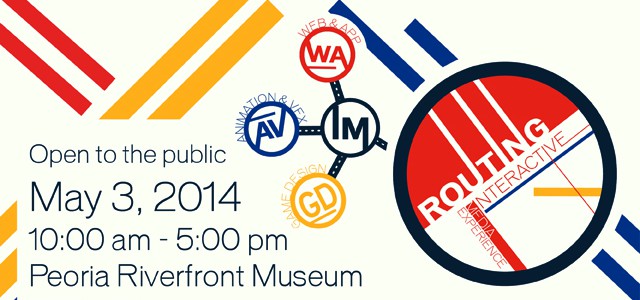 WEB & APP
WA
ANIMATION & VFX
AV
IM
GAME DESIGN
GD
Open to the public
May 3, 2014
10:00 am - 5:00 pm
Peoria Riverfront Museum
ROUTING
INTERACTIVE
MEDIA
EXPERIENCE